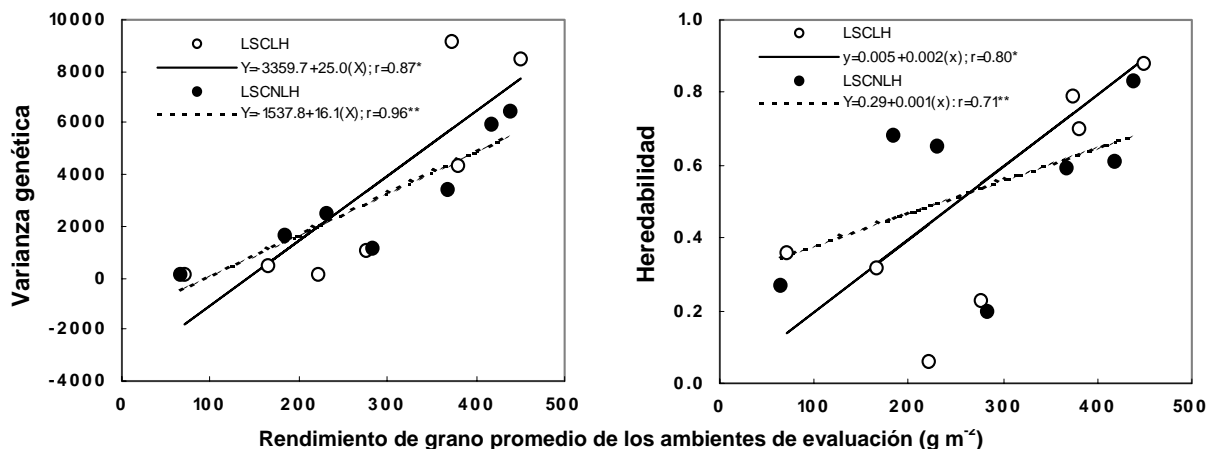 Varianza genética
10000
8000
6000
4000
2000
0
-2000
-4000
LSCLH
Y=-3359.7+25.0(X); r=0.87*
LSCNLH
Y=-1537.8+16.1(X); r=0.96**
0 100 200 300 400 500
Heredabilidad
1.0
0.8
0.6
0.4
0.2
0.0
LSCLH
y=0.005+0.002(x); r=0.80*
LSCNLH
Y=0.29+0.001(x): r=0.71**
0 100 200 300 400 500
Rendimiento de grano promedio de los ambientes de evaluación (g m⁻²)